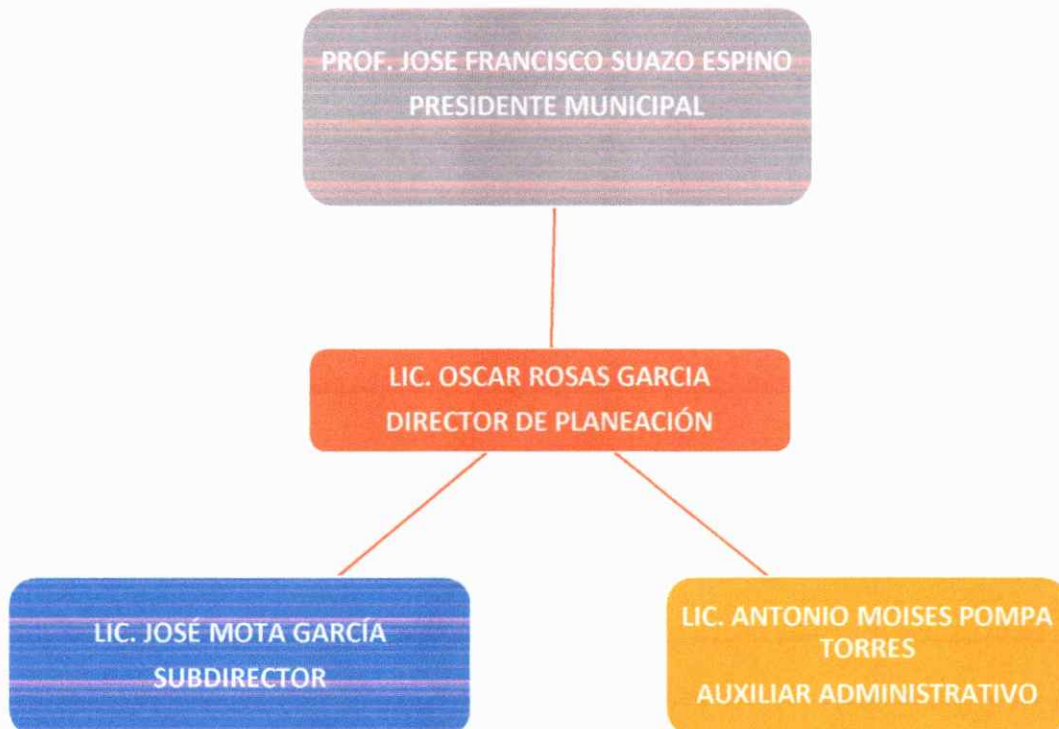 PROF. JOSE FRANCISCO SUAZO ESPINO
PRESIDENTE MUNICIPAL
LIC. OSCAR ROSAS GARCIA
DIRECTOR DE PLANEACIÓN
LIC. JOSÉ MOTA GARCÍA
SUBDIRECTOR
LIC. ANTONIO MOISES POMPA
TORRES
AUXILIAR ADMINISTRATIVO